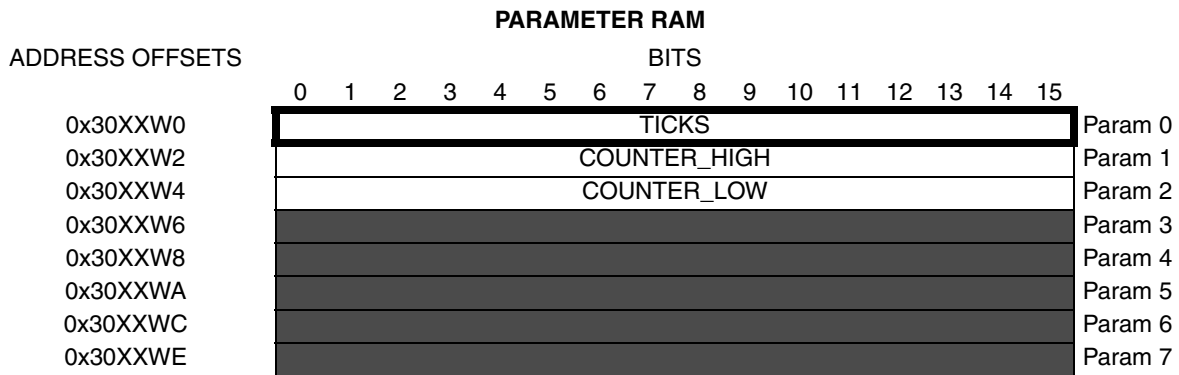 PARAMETER RAM
ADDRESS OFFSETS BITS
0 1 2 3 4 5 6 7 8 9 10 11 12 13 14 15
0x30XXW0 TICKS Param 0
0x30XXW2 COUNTER_HIGH Param 1
0x30XXW4 COUNTER_LOW Param 2
0x30XXW6 Param 3
0x30XXW8 Param 4
0x30XXWA Param 5
0x30XXWC Param 6
0x30XXWE Param 7